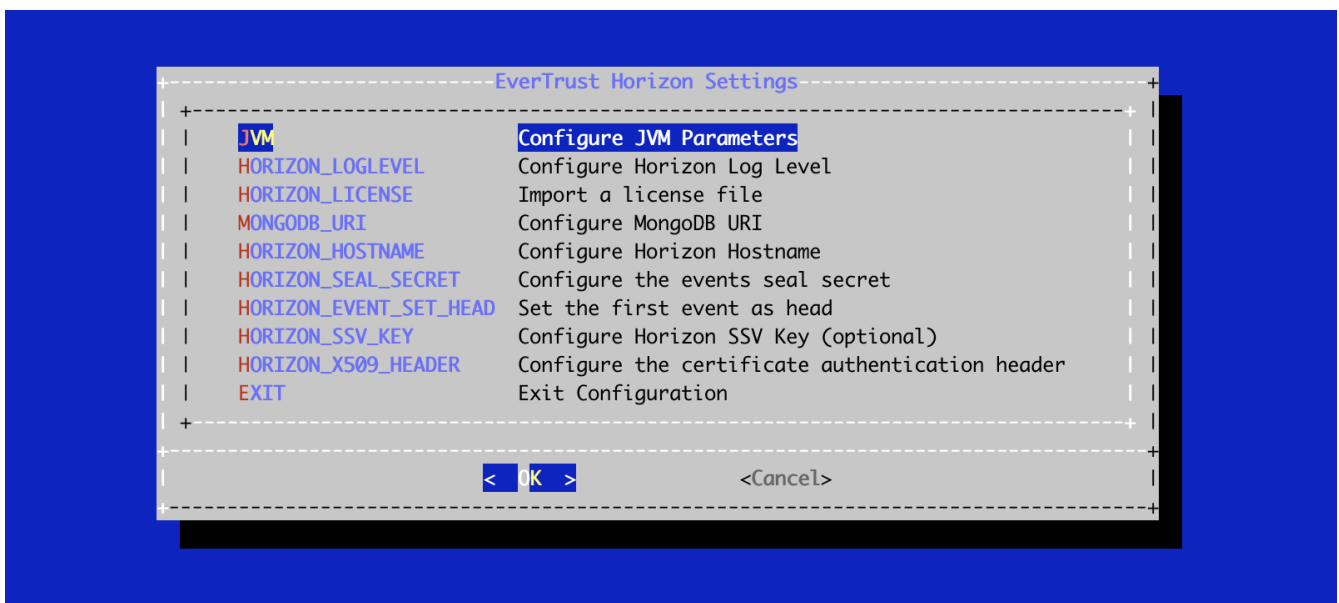 EverTrust Horizon Settings
JVM Configure JVM Parameters
HORIZON_LOGLEVEL Configure Horizon Log Level
HORIZON_LICENSE Import a license file
MONGODB_URI Configure MongoDB URI
HORIZON_HOSTNAME Configure Horizon Hostname
HORIZON_SEAL_SECRET Configure the events seal secret
HORIZON_EVENT_SET_HEAD Set the first event as head
HORIZON_SSV_KEY Configure Horizon SSV Key (optional)
HORIZON_X509_HEADER Configure the certificate authentication header
EXIT Exit Configuration
< OK > <Cancel>